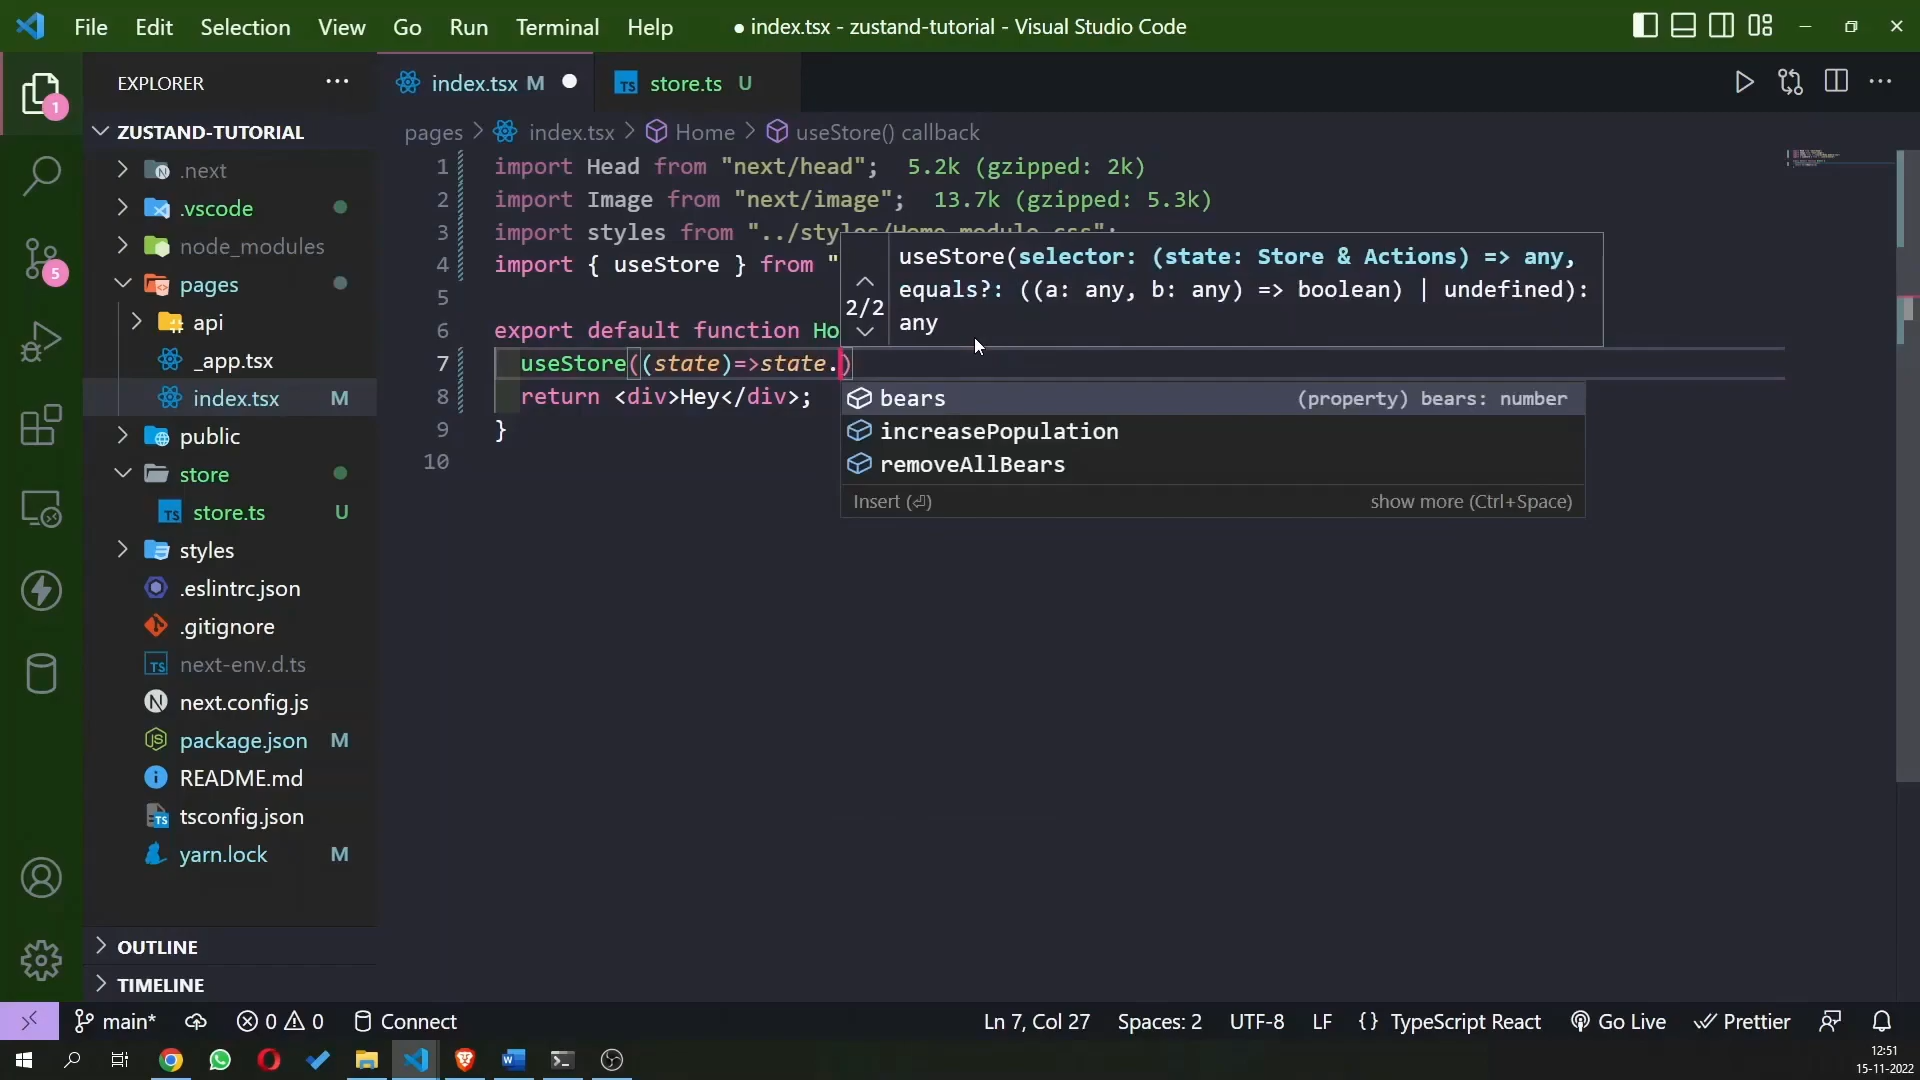 File Edit Selection View Go Run Terminal Help
● index.tsx - zustand-tutorial - Visual Studio Code
1
EXPLORER
index.tsx M
store.ts U
ZUSTAND-TUTORIAL
pages > index.tsx > Home > useStore() callback
.next
.vscode
node_modules
pages
api
_app.tsx
index.tsx M
public
store
store.ts U
styles
.eslintrc.json
.gitignore
next-env.d.ts
next.config.js
package.json M
README.md
tsconfig.json
yarn.lock M
OUTLINE
TIMELINE
5
1 import Head from "next/head"; 5.2k (gzipped: 2k)
2 import Image from "next/image"; 13.7k (gzipped: 5.3k)
3 import styles from "../styles/Home.module.css";
4 import { useStore } from "
5
6 export default function Ho
7 useStore((state)=>state.)
8 return <div>Hey</div>;
9 }
10
2/2
useStore(selector: (state: Store & Actions) => any,
equals?: ((a: any, b: any) => boolean) | undefined):
any
bears (property) bears: number
increasePopulation
removeAllBears
Insert (⏎) show more (Ctrl+Space)
main* 0 0 Connect
Ln 7, Col 27 Spaces: 2 UTF-8 LF {} TypeScript React Go Live Prettier
12:51
15-11-2022